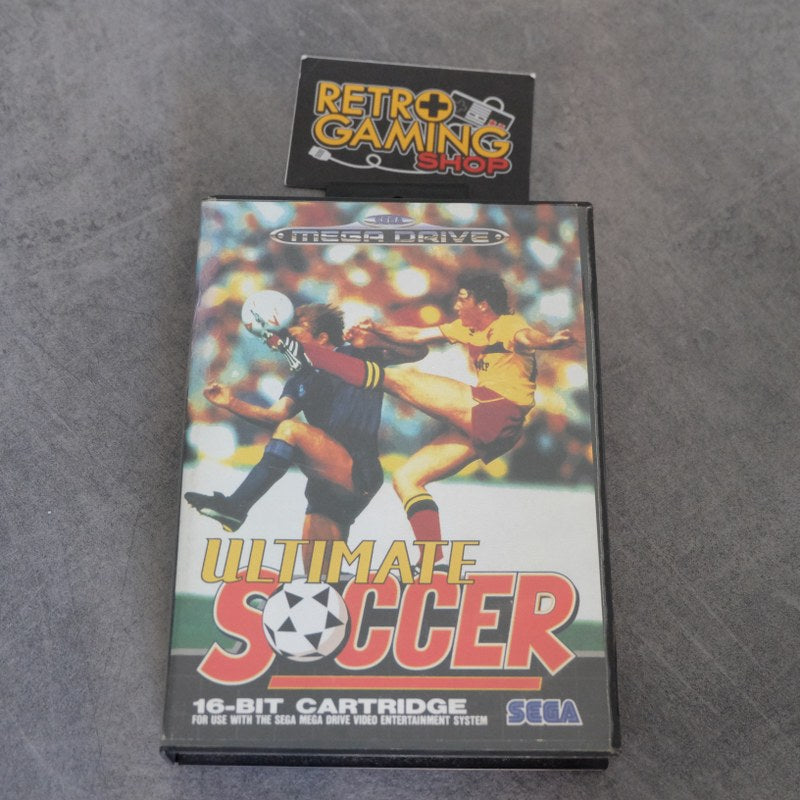 RETRO
GAMING
SHOP
SEGA
MEGA DRIVE
ULTIMATE
SOCCER
16-BIT CARTRIDGE
FOR USE WITH THE SEGA MEGA DRIVE VIDEO ENTERTAINMENT SYSTEM
SEGA